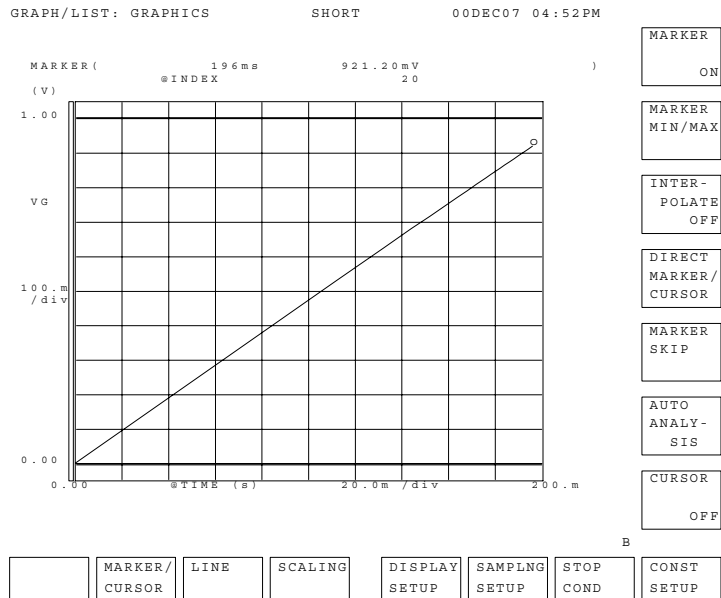 GRAPH/LIST: GRAPHICS SHORT 00DEC07 04:52PM
MARKER( 196ms 921.20mV )
@INDEX 20
(V)
1.00
VG
100.m
/div
0.00
0.00 @TIME (s) 20.0m /div 200.m
MARKER
ON
MARKER
MIN/MAX
INTER-
POLATE
OFF
DIRECT
MARKER/
CURSOR
MARKER
SKIP
AUTO
ANALY-
SIS
CURSOR
OFF
B
MARKER/
CURSOR
LINE
SCALING
DISPLAY
SETUP
SAMPLNG
SETUP
STOP
COND
CONST
SETUP